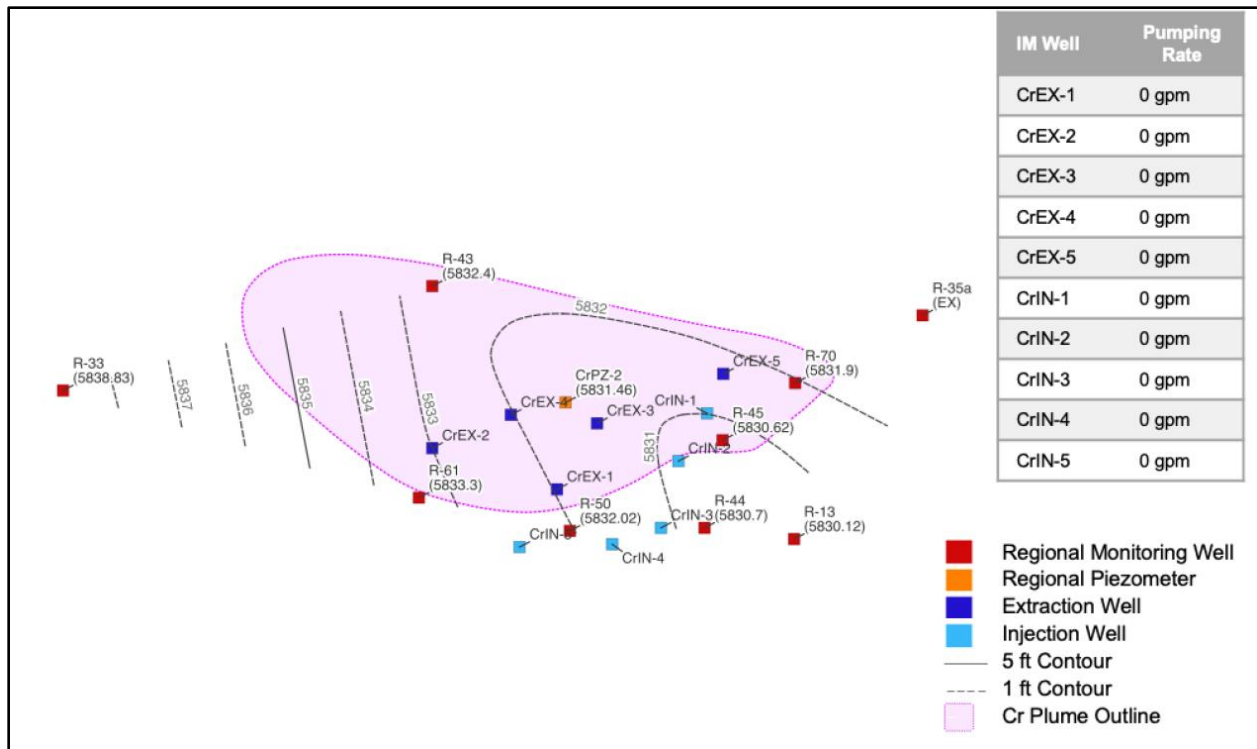 IM Well
Pumping
Rate
CrEX-1 0 gpm
CrEX-2 0 gpm
CrEX-3 0 gpm
CrEX-4 0 gpm
CrEX-5 0 gpm
CrIN-1 0 gpm
CrIN-2 0 gpm
CrIN-3 0 gpm
CrIN-4 0 gpm
CrIN-5 0 gpm
R-43
(5832.4)
R-35a
(EX)
5832
R-33
(5838.83)
5837
5836
5835
5834
5833
CrPZ-2
(5831.46)
CrEX-5
R-70
(5831.9)
CrEX-4
CrEX-3
CrIN-1
R-45
(5830.62)
5831
CrEX-2
CrIN-2
R-61
(5833.3)
CrEX-1
R-50
(5832.02)
CrIN-3
R-44
(5830.7)
R-13
(5830.12)
CrIN-4
Regional Monitoring Well
Regional Piezometer
Extraction Well
Injection Well
5 ft Contour
1 ft Contour
Cr Plume Outline